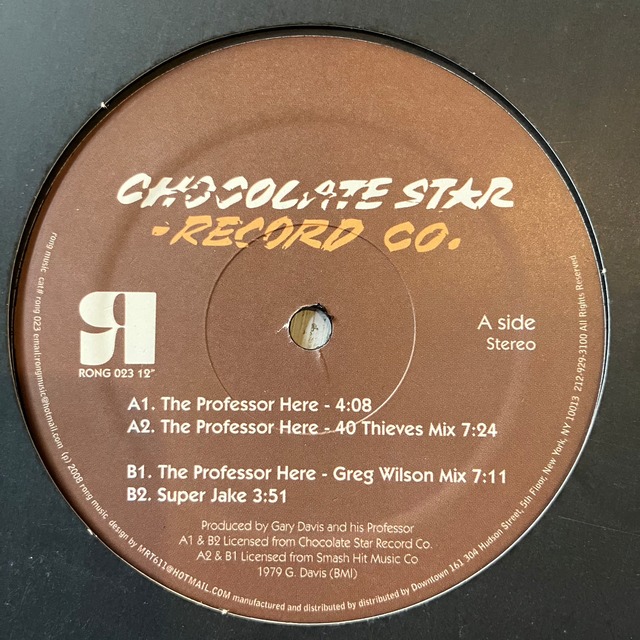 CHOCOLATE STAR
-RECORD CO.
RONG 023 12"
A side
Stereo
A1. The Professor Here - 4:08
A2. The Professor Here - 40 Thieves Mix 7:24
B1. The Professor Here - Greg Wilson Mix 7:11
B2. Super Jake 3:51
Produced by Gary Davis and his Professor
A1 & B2 Licensed from Chocolate Star Record Co.
A2 & B1 Licensed from Smash Hit Music Co
1979 G. Davis (BMI)
rong music cat# rong 023 email:rongmusic@hotmail.com (p) 2008 rong music design by MRT611@HOTMAIL.COM manufactured and distributed by distributed by Downtown 161 304 Hudson Street, 5th Floor, New York, NY 10013 212-929-3100 All Rights Reserved